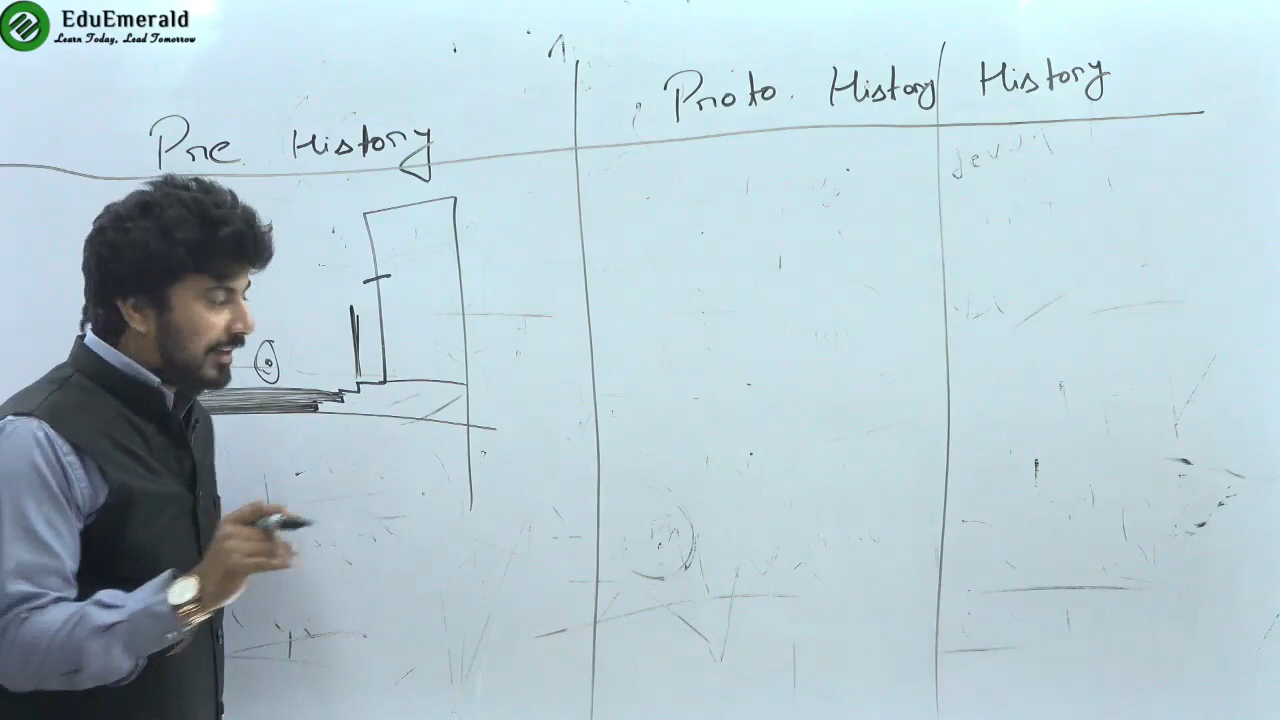 EduEmerald
Learn Today, Lead Tomorrow
Pre History
Proto. History
History